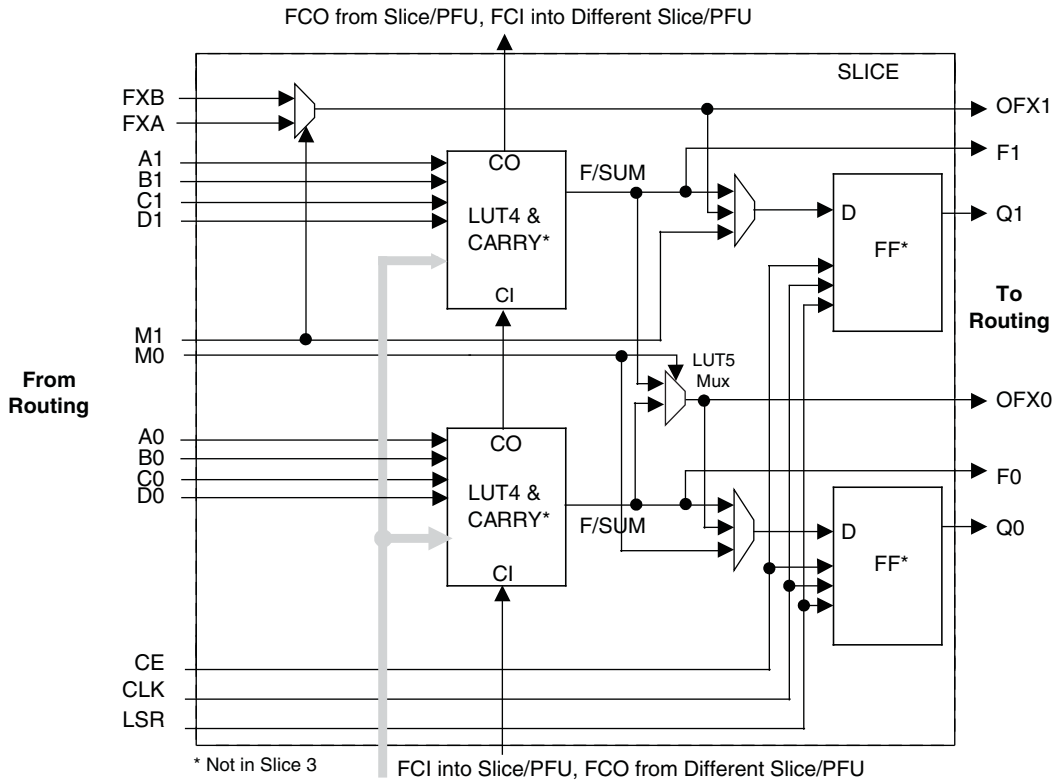 FCO from Slice/PFU, FCI into Different Slice/PFU
SLICE
FXB
FXA
OFX1
F1
A1
B1
C1
D1
CO
LUT4 &
CARRY*
CI
F/SUM
D
FF*
Q1
To
Routing
M1
M0
From
Routing
LUT5
Mux
OFX0
A0
B0
C0
D0
CO
LUT4 &
CARRY*
CI
F/SUM
F0
D
FF*
Q0
CE
CLK
LSR
* Not in Slice 3
FCI into Slice/PFU, FCO from Different Slice/PFU